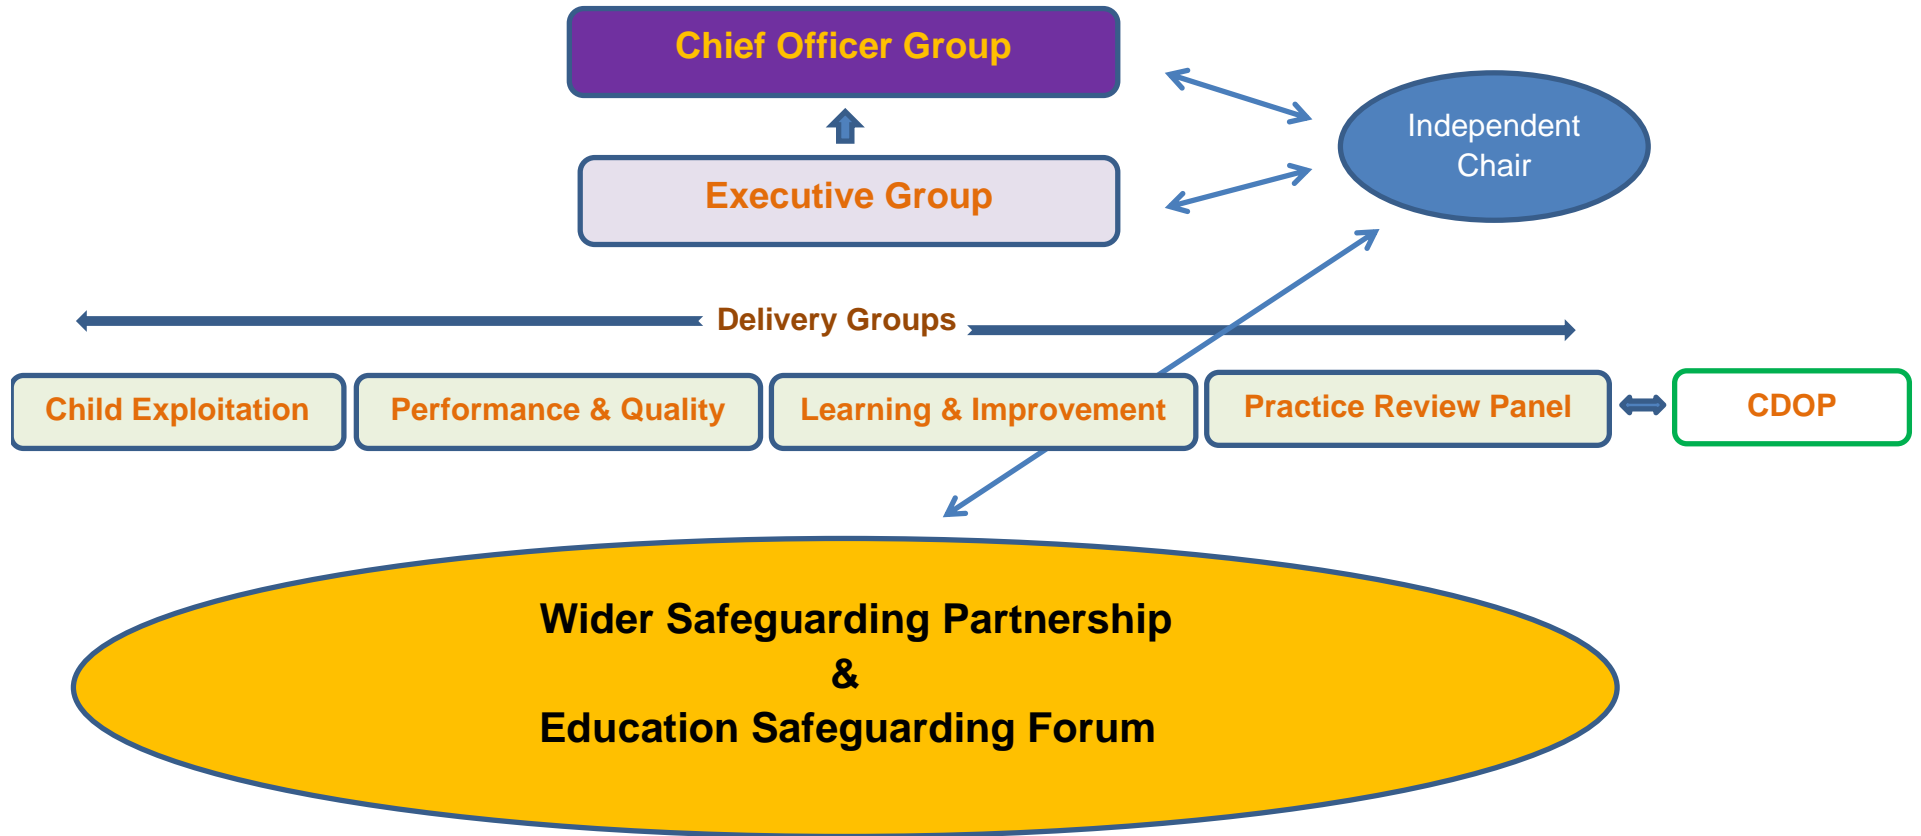 Chief Officer Group
Independent
Chair
Executive Group
Delivery Groups
Child Exploitation
Performance & Quality
Learning & Improvement
Practice Review Panel
CDOP
Wider Safeguarding Partnership
&
Education Safeguarding Forum